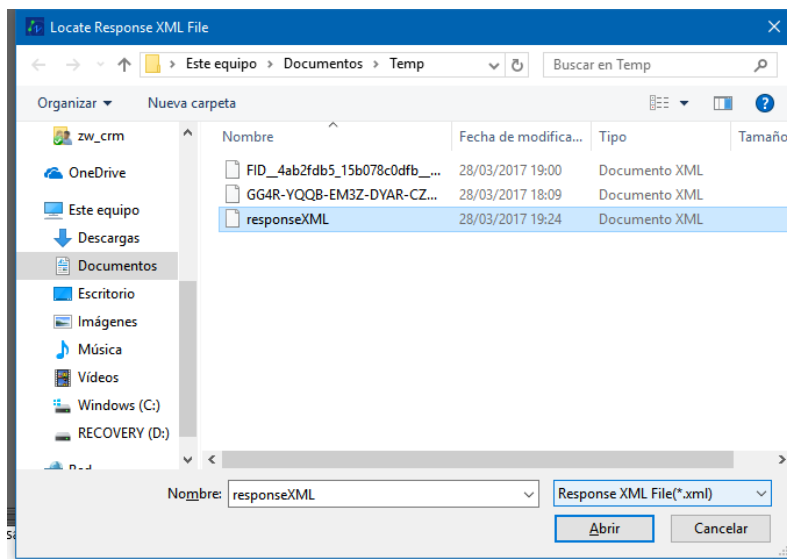 Locate Response XML File
Este equipo > Documentos > Temp
Buscar en Temp
Organizar
Nueva carpeta
zw_crm
OneDrive
Este equipo
Descargas
Documentos
Escritorio
Imágenes
Música
Vídeos
Windows (C:)
RECOVERY (D:)
Nombre Fecha de modifica... Tipo Tamaño
FID__4ab2fdb5_15b078c0dfb__... 28/03/2017 19:00 Documento XML
GG4R-YQQB-EM3Z-DYAR-CZ... 28/03/2017 18:09 Documento XML
responseXML 28/03/2017 19:24 Documento XML
Nombre: responseXML Response XML File(*.xml)
Abrir Cancelar